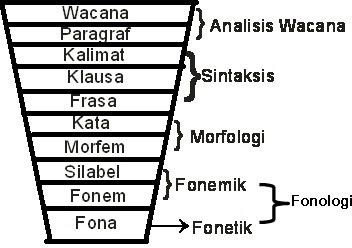 Wacana
Paragraf
Analisis Wacana
Kalimat
Klausa
Sintaksis
Frasa
Kata
Morfem
Morfologi
Silabel
Fonem
Fonemik
Fonologi
Fona
Fonetik